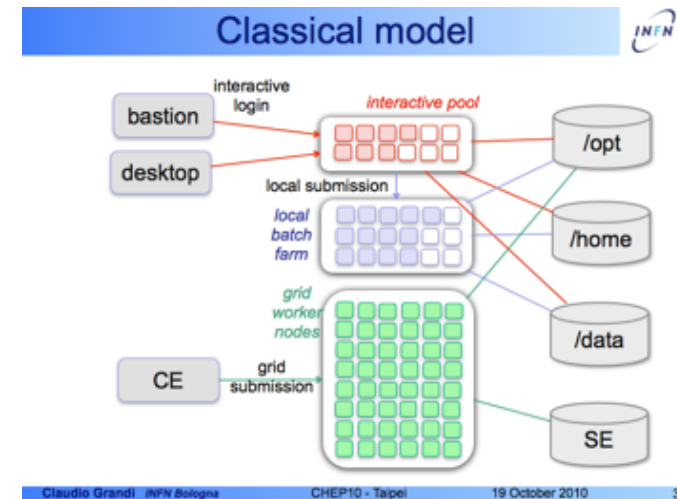 Classical model
INFN
interactive
login
bastion
desktop
interactive pool
/opt
local submission
local
batch
farm
/home
grid
worker
nodes
/data
CE
grid
submission
SE
Claudio Grandi INFN Bologna
CHEP10 - Taipei
19 October 2010
3